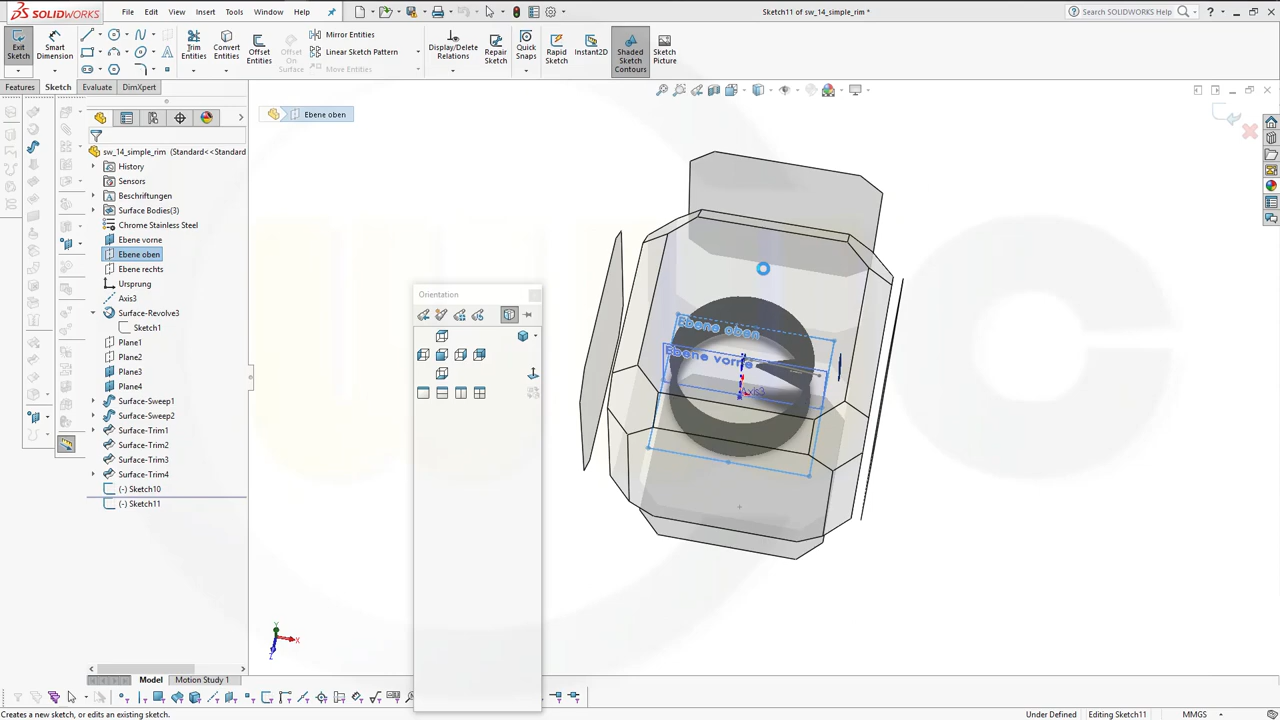 SOLIDWORKS
File Edit View Insert Tools Window Help
Sketch11 of sw_14_simple_rim *
Search SOLIDWORKS Help
Exit Sketch
Smart Dimension
Trim Entities
Convert Entities
Offset Entities
Offset On Surface
Mirror Entities
Linear Sketch Pattern
Move Entities
Display/Delete Relations
Repair Sketch
Quick Snaps
Rapid Sketch
Instant2D
Shaded Sketch Contours
Sketch Picture
Features Sketch Evaluate DimXpert
Ebene oben
sw_14_simple_rim (Standard<<Standard
History
Sensors
Beschriftungen
Surface Bodies(3)
Chrome Stainless Steel
Ebene vorne
Ebene oben
Ebene rechts
Ursprung
Axis3
Surface-Revolve3
Sketch1
Plane1
Plane2
Plane3
Plane4
Surface-Sweep1
Surface-Sweep2
Surface-Trim1
Surface-Trim2
Surface-Trim3
Surface-Trim4
(-) Sketch10
(-) Sketch11
Orientation
Ebene oben
Ebene vorne
Axis3
Y
X
Z
Model Motion Study 1
Creates a new sketch, or edits an existing sketch.
Under Defined Editing Sketch11 MMGS